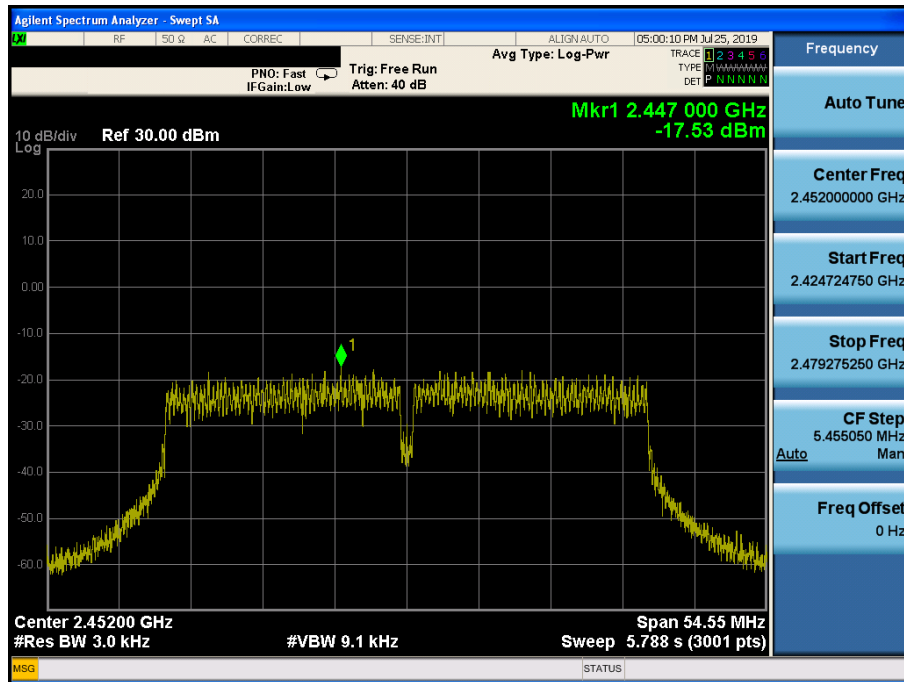 Agilent Spectrum Analyzer - Swept SA
LXI RF 50 Ω AC CORREC SENSE:INT ALIGN AUTO 05:00:10 PM Jul 25, 2019
PNO: Fast Trig: Free Run Avg Type: Log-Pwr TRACE 1 2 3 4 5 6
IFGain:Low Atten: 40 dB TYPE MWWWWW
DET P N N N N N
Mkr1 2.447 000 GHz
-17.53 dBm
10 dB/div Ref 30.00 dBm
Log
20.0
10.0
0.00
-10.0
1
-20.0
-30.0
-40.0
-50.0
-60.0
Center 2.45200 GHz Span 54.55 MHz
#Res BW 3.0 kHz #VBW 9.1 kHz Sweep 5.788 s (3001 pts)
MSG STATUS
Frequency
Auto Tune
Center Freq
2.452000000 GHz
Start Freq
2.424724750 GHz
Stop Freq
2.479275250 GHz
CF Step
5.455050 MHz
Auto Man
Freq Offset
0 Hz